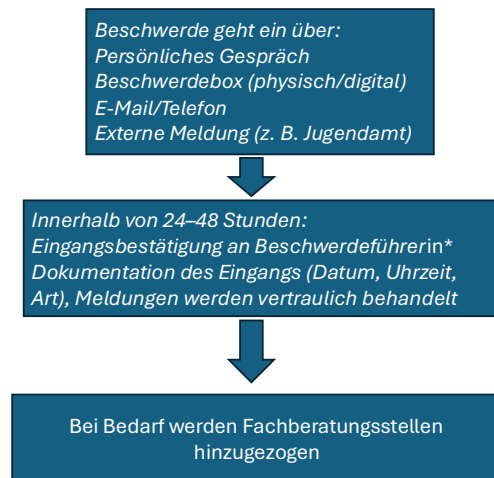 Beschwerde geht ein über:
Persönliches Gespräch
Beschwerdebox (physisch/digital)
E-Mail/Telefon
Externe Meldung (z. B. Jugendamt)
Innerhalb von 24–48 Stunden:
Eingangsbestätigung an Beschwerdeführerin*
Dokumentation des Eingangs (Datum, Uhrzeit,
Art), Meldungen werden vertraulich behandelt
Bei Bedarf werden Fachberatungsstellen
hinzugezogen